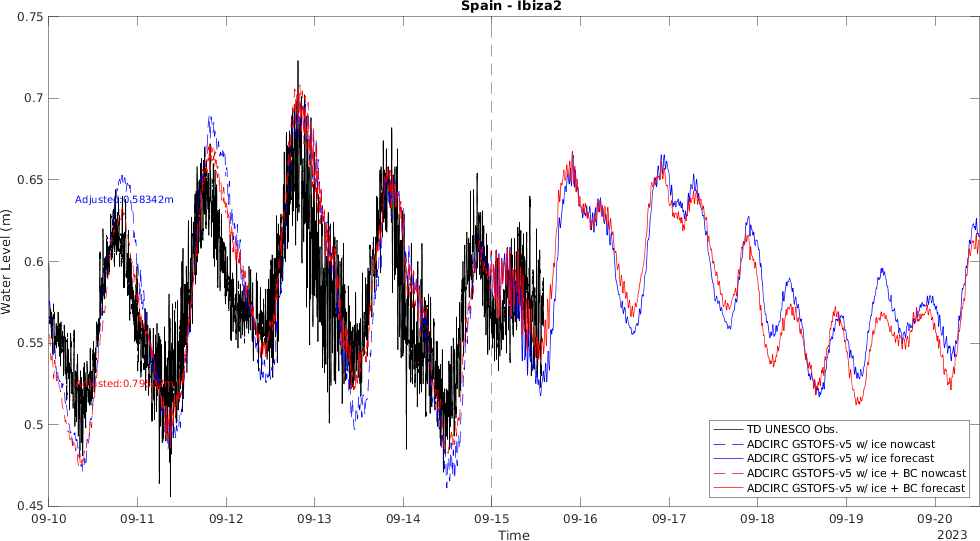 Spain - Ibiza2
0.75
0.7
0.65
0.6
0.55
0.5
0.45
Water Level (m)
Adjusted:0.58342m
TD UNESCO Obs.
ADCIRC GSTOFS-v5 w/ ice nowcast
ADCIRC GSTOFS-v5 w/ ice forecast
ADCIRC GSTOFS-v5 w/ ice + BC nowcast
ADCIRC GSTOFS-v5 w/ ice + BC forecast
09-10 09-11 09-12 09-13 09-14 09-15 09-16 09-17 09-18 09-19 09-20
Time
2023